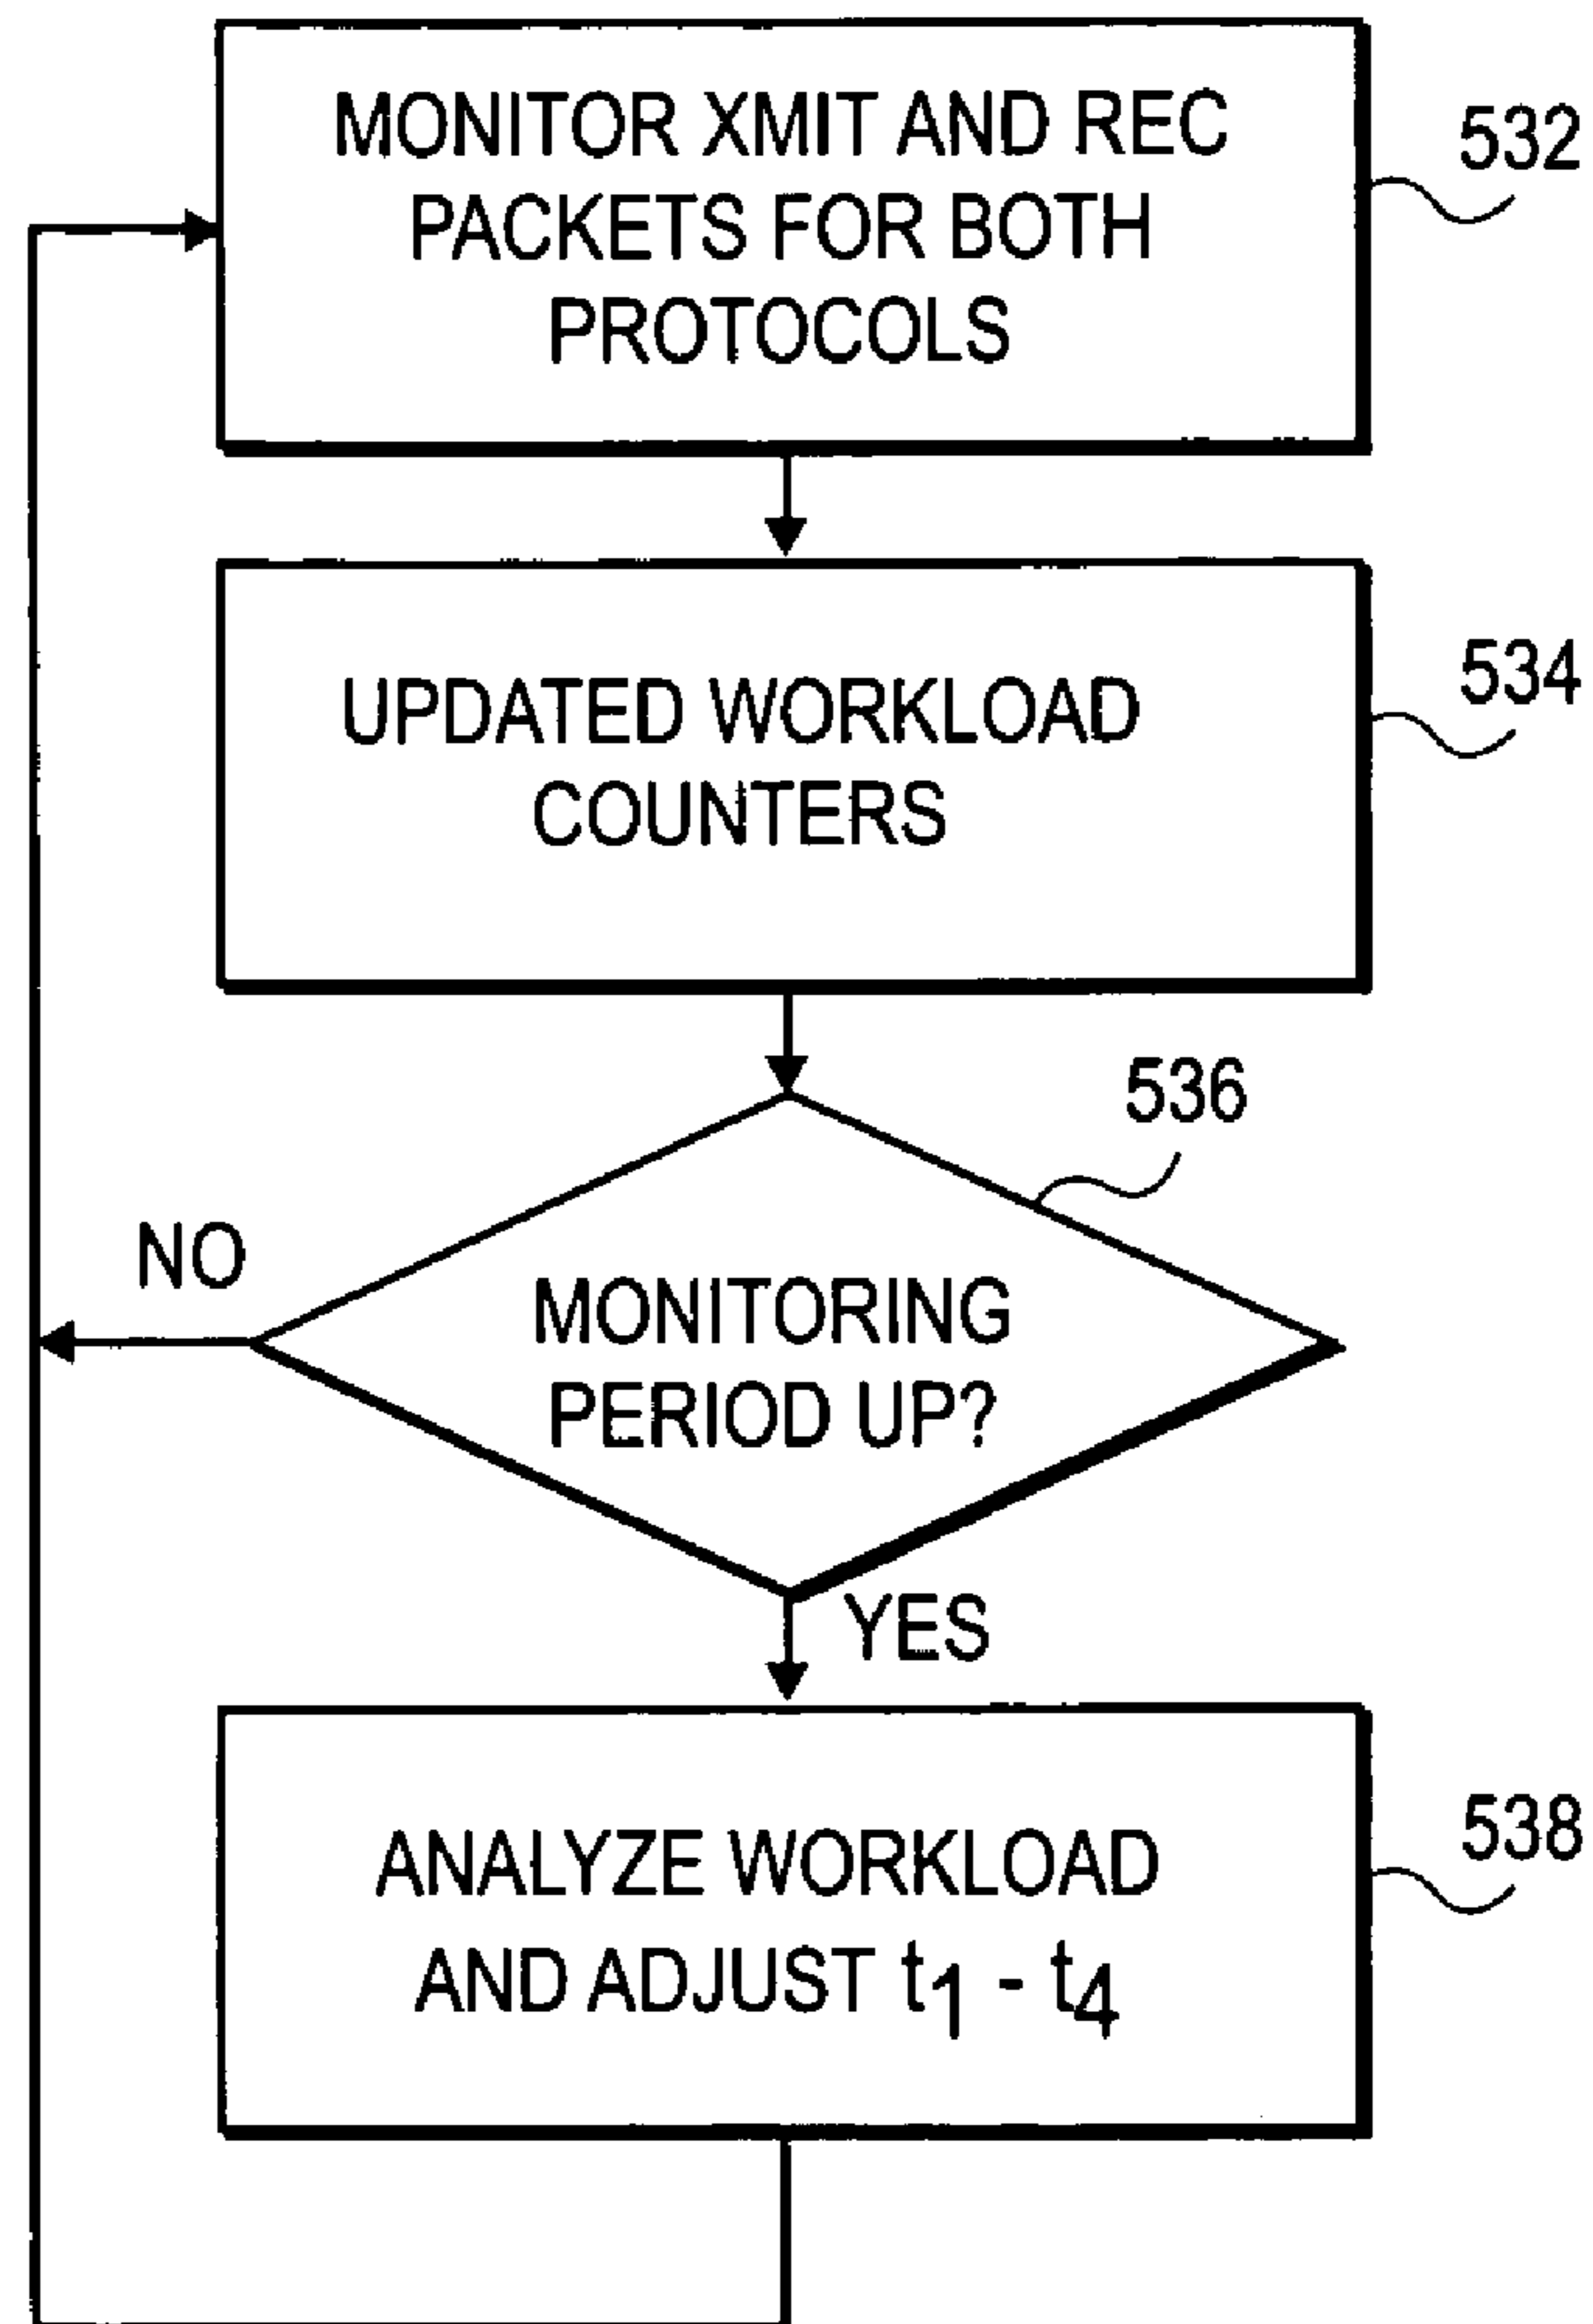 MONITOR XMIT AND REC
PACKETS FOR BOTH
PROTOCOLS
532
UPDATED WORKLOAD
COUNTERS
534
536
NO
MONITORING
PERIOD UP?
YES
ANALYZE WORKLOAD
AND ADJUST t1 - t4
538